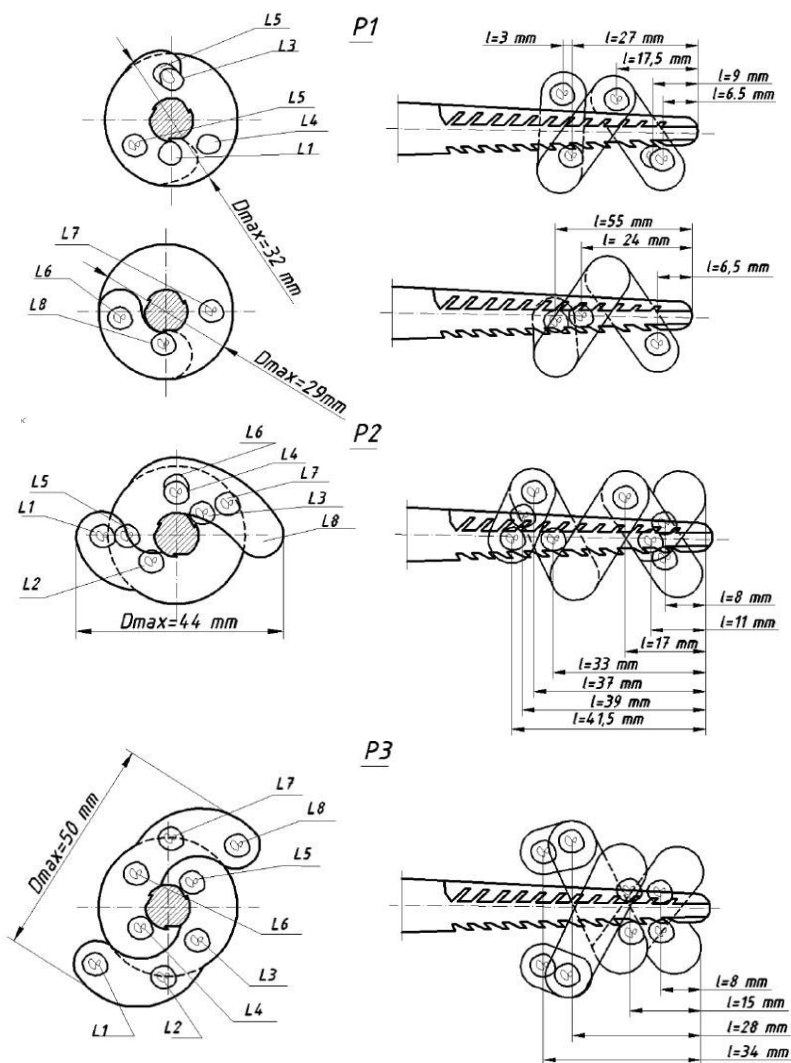 P1
L5
L3
L5
L4
L1
Dmax=32 mm
l=3 mm
l=27 mm
l=17,5 mm
l=9 mm
l=6.5 mm
L7
L6
L8
Dmax=29mm
l=55 mm
l= 24 mm
l=6,5 mm
P2
L6
L4
L7
L5
L3
L1
L8
L2
Dmax=44 mm
l=8 mm
l=11 mm
l=17 mm
l=33 mm
l=37 mm
l=39 mm
l=41,5 mm
P3
Dmax=50 mm
L7
L8
L5
L6
L3
L4
L1
L2
l=8 mm
l=15 mm
l=28 mm
l=34 mm